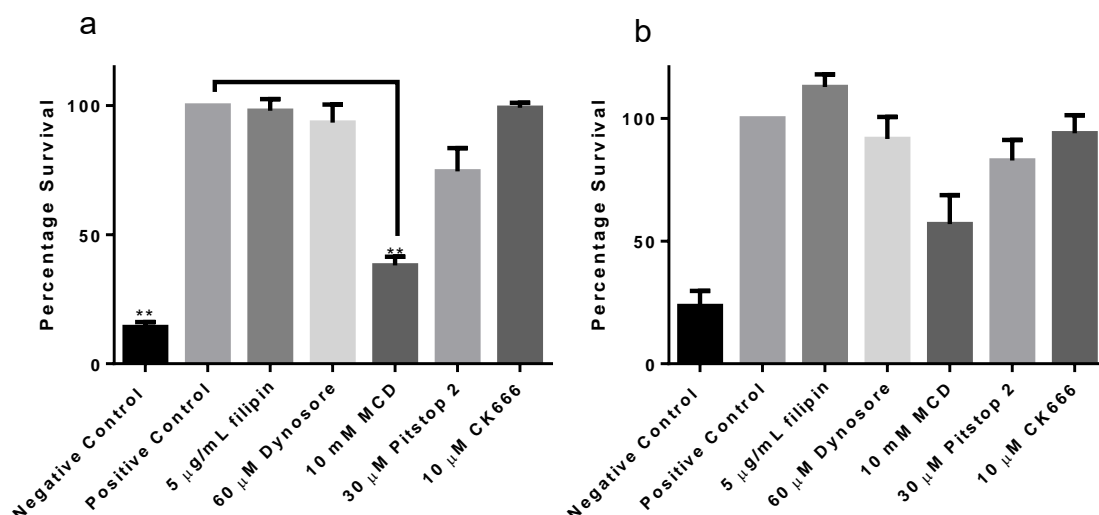 a
Percentage Survival
100
50
0
**
**
Negative Control
Positive Control
5 μg/mL filipin
60 μM Dynosore
10 mM MCD
30 μM Pitstop 2
10 μM CK666
b
Percentage Survival
100
50
0
Negative Control
Positive Control
5 μg/mL filipin
60 μM Dynosore
10 mM MCD
30 μM Pitstop 2
10 μM CK666